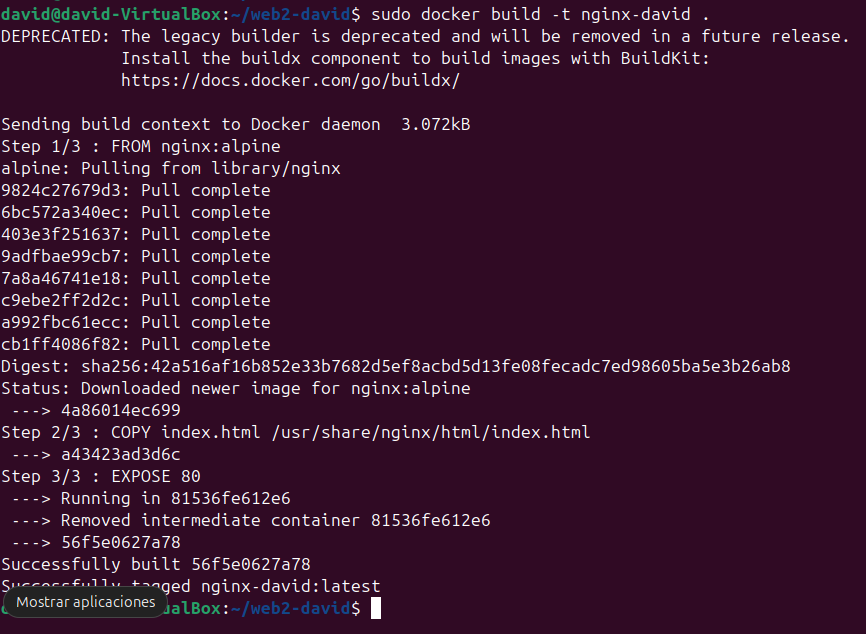 david@david-VirtualBox:~/web2-david$ sudo docker build -t nginx-david .
DEPRECATED: The legacy builder is deprecated and will be removed in a future release.
            Install the buildx component to build images with BuildKit:
            https://docs.docker.com/go/buildx/

Sending build context to Docker daemon  3.072kB
Step 1/3 : FROM nginx:alpine
alpine: Pulling from library/nginx
9824c27679d3: Pull complete
6bc572a340ec: Pull complete
403e3f251637: Pull complete
9adfbae99cb7: Pull complete
7a8a46741e18: Pull complete
c9ebe2ff2d2c: Pull complete
a992fbc61ecc: Pull complete
cb1ff4086f82: Pull complete
Digest: sha256:42a516af16b852e33b7682d5ef8acbd5d13fe08fecadc7ed98605ba5e3b26ab8
Status: Downloaded newer image for nginx:alpine
 ---> 4a86014ec699
Step 2/3 : COPY index.html /usr/share/nginx/html/index.html
 ---> a43423ad3d6c
Step 3/3 : EXPOSE 80
 ---> Running in 81536fe612e6
 ---> Removed intermediate container 81536fe612e6
 ---> 56f5e0627a78
Successfully built 56f5e0627a78
Successfully tagged nginx-david:latest
Mostrar aplicaciones
ualBox:~/web2-david$